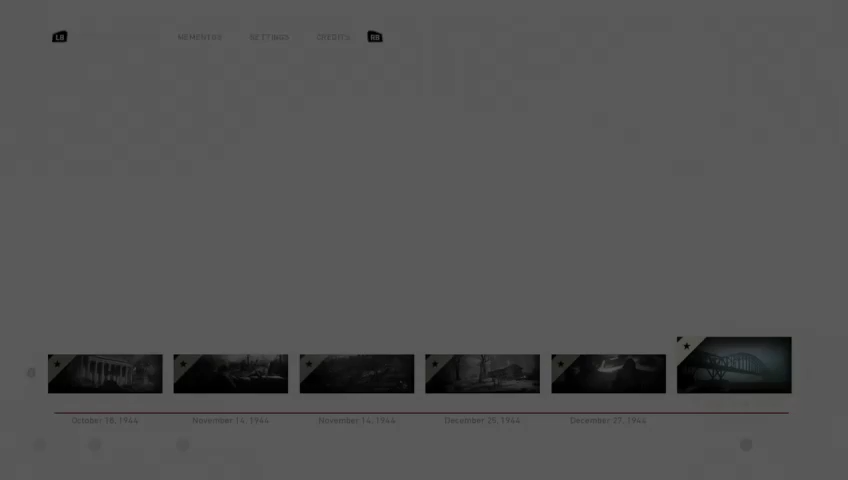 LB MEMENTOS SETTINGS CREDITS RB
October 18, 1944 November 14, 1944 November 14, 1944 December 25, 1944 December 27, 1944